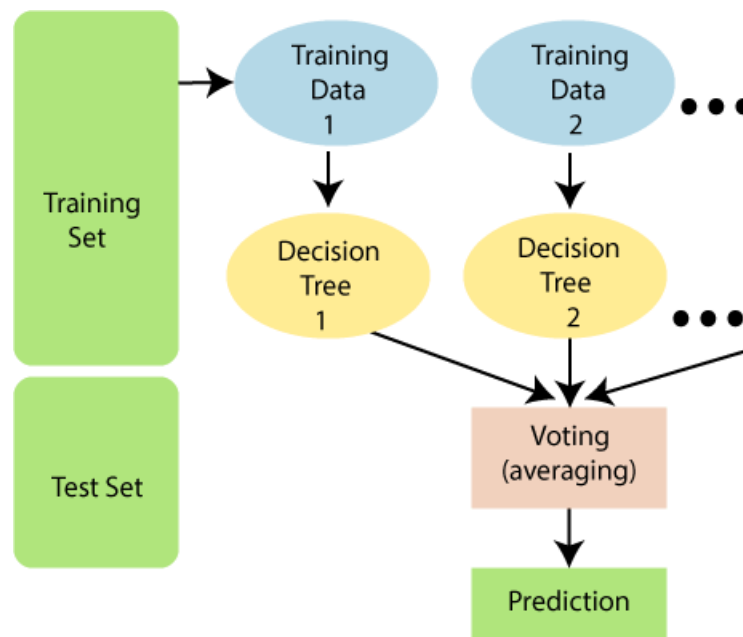 Training
Set
Test Set
Training
Data
1
Training
Data
2
Decision
Tree
1
Decision
Tree
2
Voting
(averaging)
Prediction